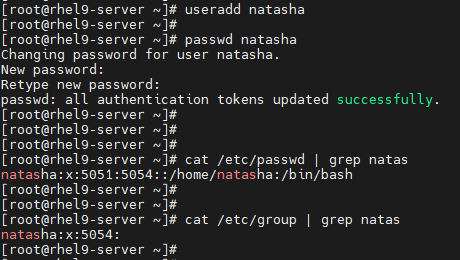 [root@rhel9-server ~]# useradd natasha
[root@rhel9-server ~]#
[root@rhel9-server ~]# passwd natasha
Changing password for user natasha.
New password:
Retype new password:
passwd: all authentication tokens updated successfully.
[root@rhel9-server ~]#
[root@rhel9-server ~]#
[root@rhel9-server ~]#
[root@rhel9-server ~]# cat /etc/passwd | grep natas
natasha:x:5051:5054::/home/natasha:/bin/bash
[root@rhel9-server ~]#
[root@rhel9-server ~]#
[root@rhel9-server ~]# cat /etc/group | grep natas
natasha:x:5054:
[root@rhel9-server ~]#